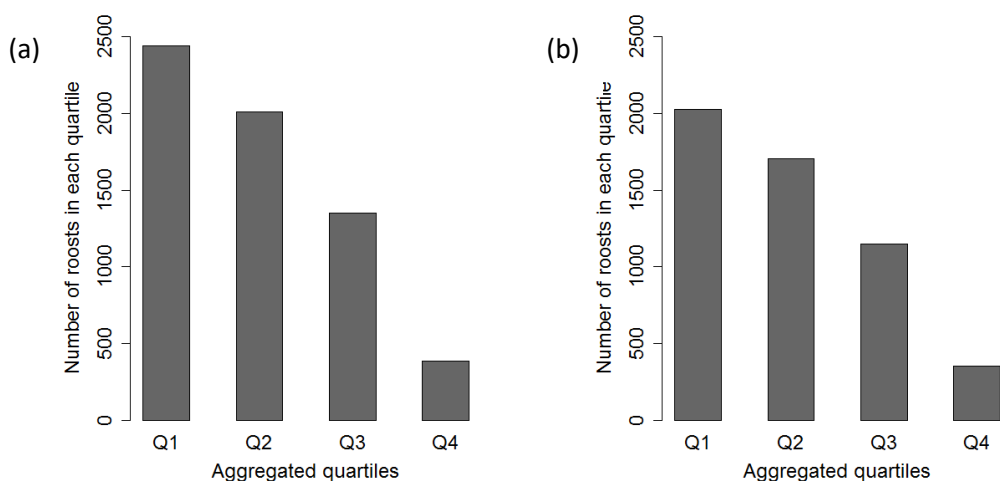 (a)
Number of roosts in each quartile
2500
2000
1500
1000
500
0
Q1 Q2 Q3 Q4
Aggregated quartiles
(b)
Number of roosts in each quartile
2500
2000
1500
1000
500
0
Q1 Q2 Q3 Q4
Aggregated quartiles